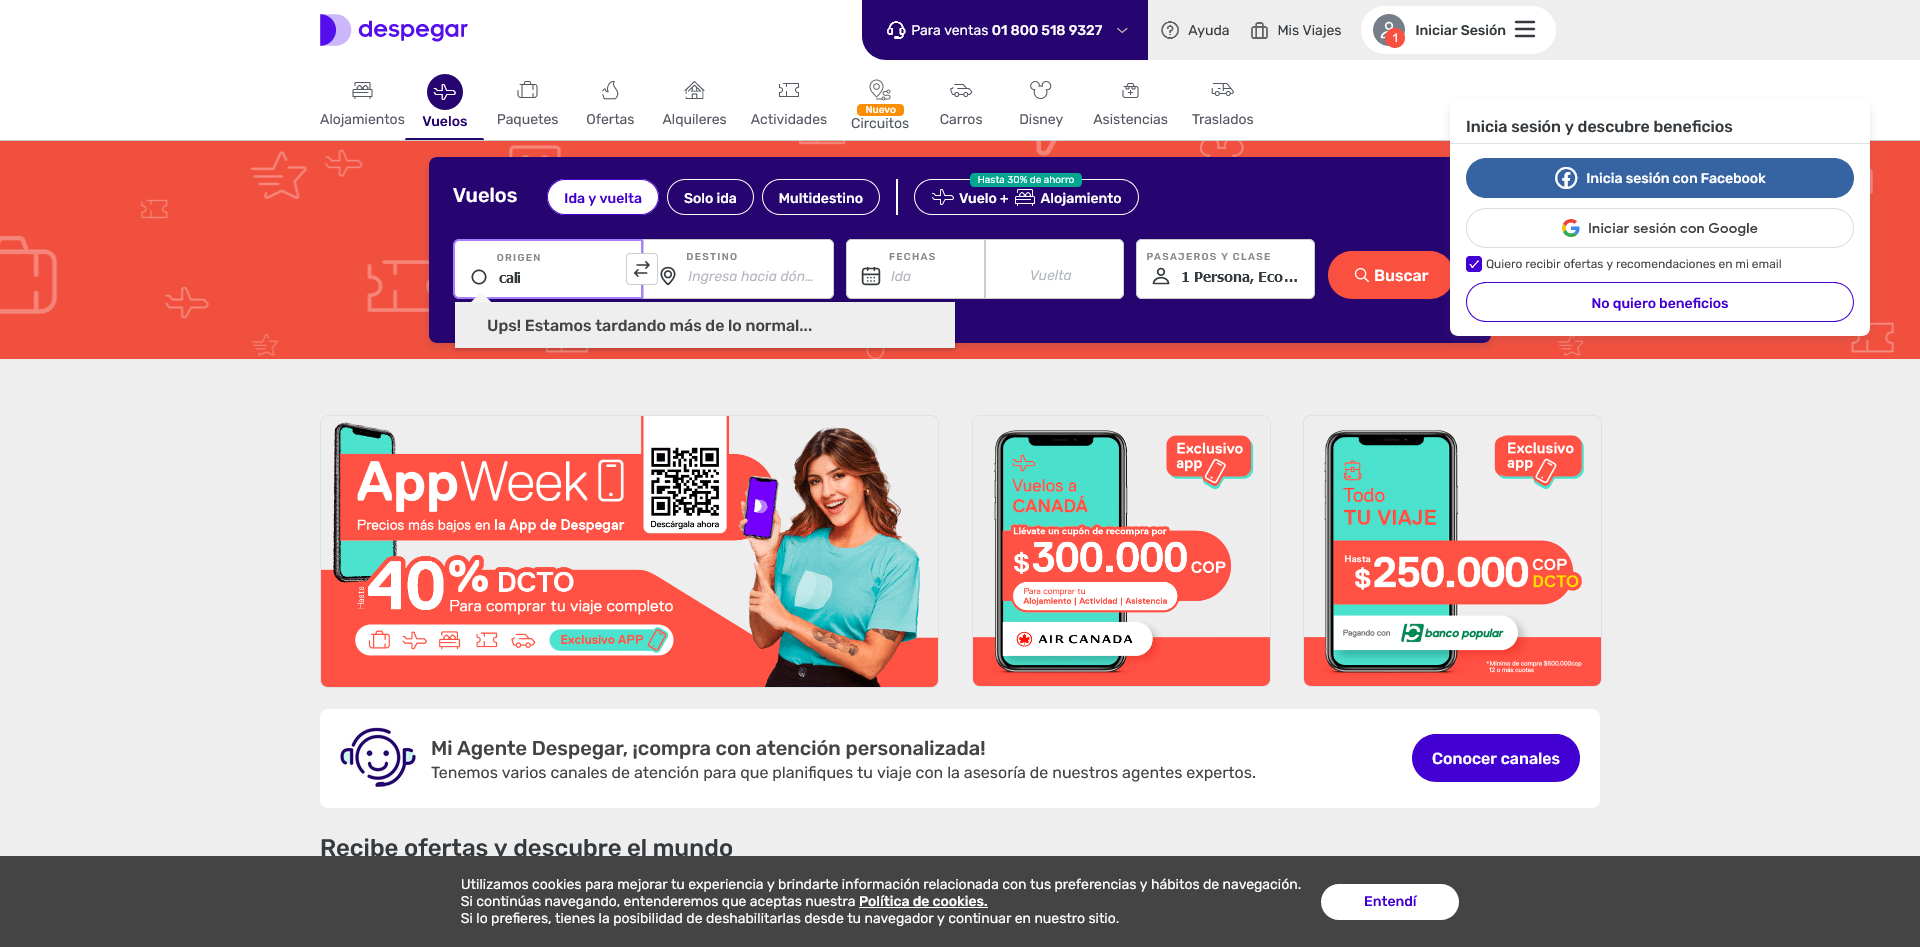 despegar
Para ventas 01 800 518 9327
Ayuda
Mis Viajes
1
Iniciar Sesión
Alojamientos
Vuelos
Paquetes
Ofertas
Alquileres
Actividades
Nuevo
Circuitos
Carros
Disney
Asistencias
Traslados
Inicia sesión y descubre beneficios
Inicia sesión con Facebook
Iniciar sesión con Google
Quiero recibir ofertas y recomendaciones en mi email
No quiero beneficios
Vuelos
Ida y vuelta
Solo ida
Multidestino
Hasta 30% de ahorro
Vuelo + Alojamiento
ORIGEN
cali
DESTINO
Ingresa hacia dón...
FECHAS
Ida
Vuelta
PASAJEROS Y CLASE
1 Persona, Eco...
Buscar
Ups! Estamos tardando más de lo normal...
AppWeek
Precios más bajos en la App de Despegar
Descárgala ahora
Hasta
40% DCTO
Para comprar tu viaje completo
Exclusivo APP
Exclusivo
app
Vuelos a
CANADÁ
Llévate un cupón de recompra por
$300.000 COP
Para comprar tu
Alojamiento | Actividad | Asistencia
AIR CANADA
Exclusivo
app
Todo
TU VIAJE
Hasta
$250.000 COP
DCTO
Pagando con
banco popular
*Mínimo de compra $600.000cop
12 o más cuotas
Mi Agente Despegar, ¡compra con atención personalizada!
Tenemos varios canales de atención para que planifiques tu viaje con la asesoría de nuestros agentes expertos.
Conocer canales
Recibe ofertas y descubre el mundo
Utilizamos cookies para mejorar tu experiencia y brindarte información relacionada con tus preferencias y hábitos de navegación.
Si continúas navegando, entenderemos que aceptas nuestra Política de cookies.
Si lo prefieres, tienes la posibilidad de deshabilitarlas desde tu navegador y continuar en nuestro sitio.
Entendí